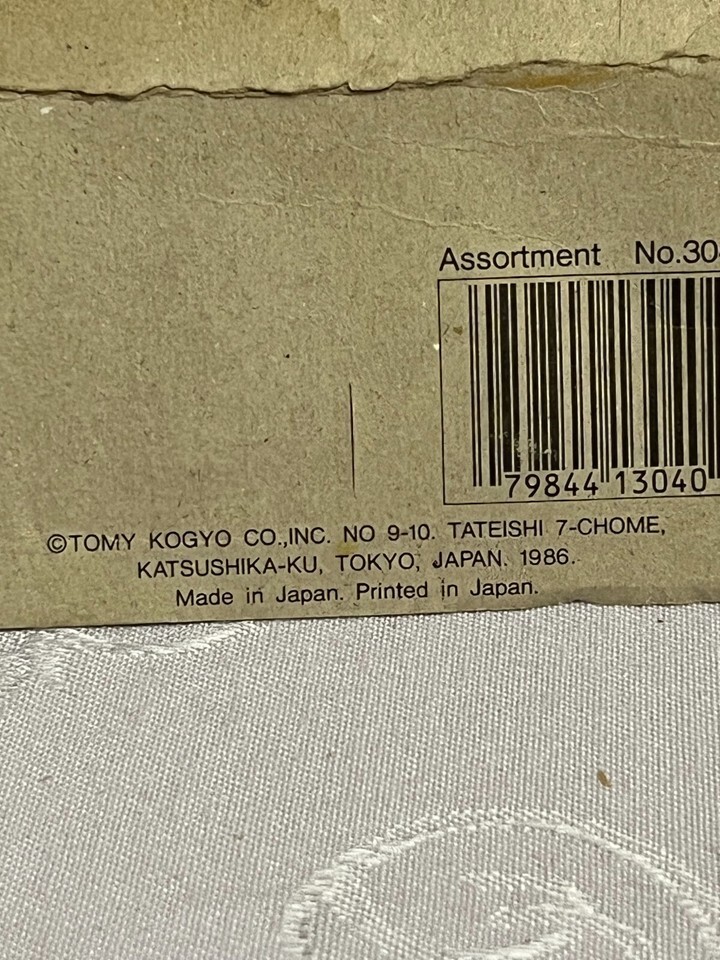 Assortment No.30
79844 13040
©TOMY KOGYO CO.,INC. NO 9-10. TATEISHI 7-CHOME,
KATSUSHIKA-KU, TOKYO, JAPAN. 1986.
Made in Japan. Printed in Japan.